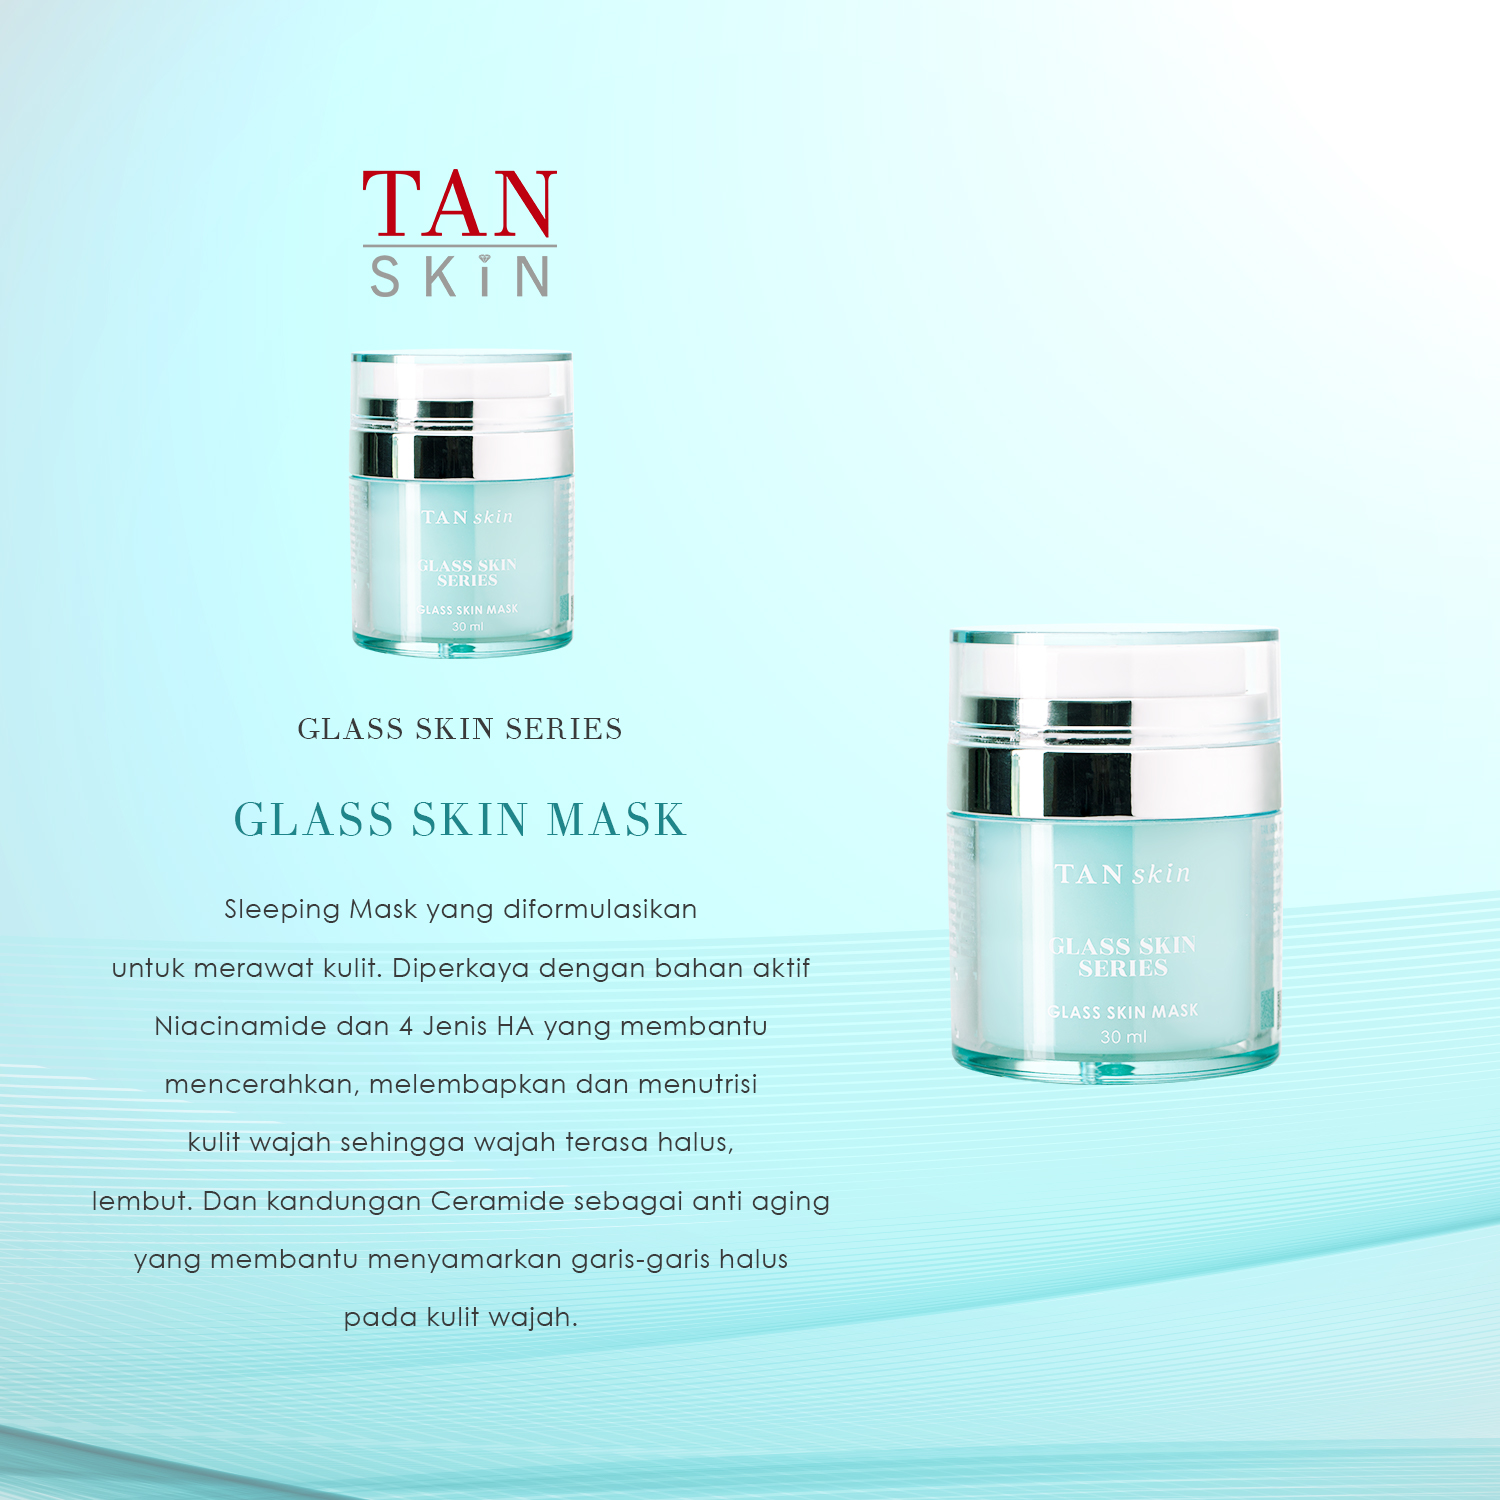 TAN
SKiN
TAN skin
GLASS SKIN
SERIES
GLASS SKIN MASK
30 ml
GLASS SKIN SERIES
GLASS SKIN MASK
Sleeping Mask yang diformulasikan
untuk merawat kulit. Diperkaya dengan bahan aktif
Niacinamide dan 4 Jenis HA yang membantu
mencerahkan, melembapkan dan menutrisi
kulit wajah sehingga wajah terasa halus,
lembut. Dan kandungan Ceramide sebagai anti aging
yang membantu menyamarkan garis-garis halus
pada kulit wajah.
TAN skin
GLASS SKIN
SERIES
GLASS SKIN MASK
30 ml